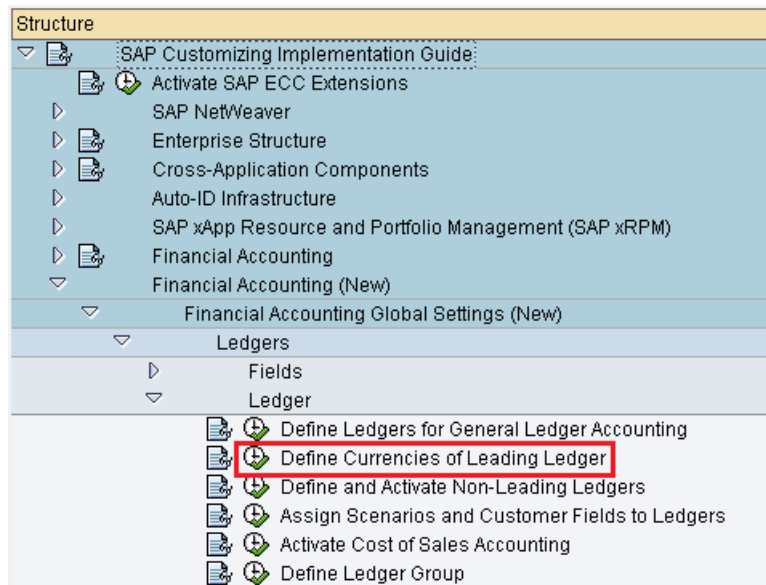 Structure
SAP Customizing Implementation Guide
Activate SAP ECC Extensions
SAP NetWeaver
Enterprise Structure
Cross-Application Components
Auto-ID Infrastructure
SAP xApp Resource and Portfolio Management (SAP xRPM)
Financial Accounting
Financial Accounting (New)
Financial Accounting Global Settings (New)
Ledgers
Fields
Ledger
Define Ledgers for General Ledger Accounting
Define Currencies of Leading Ledger
Define and Activate Non-Leading Ledgers
Assign Scenarios and Customer Fields to Ledgers
Activate Cost of Sales Accounting
Define Ledger Group